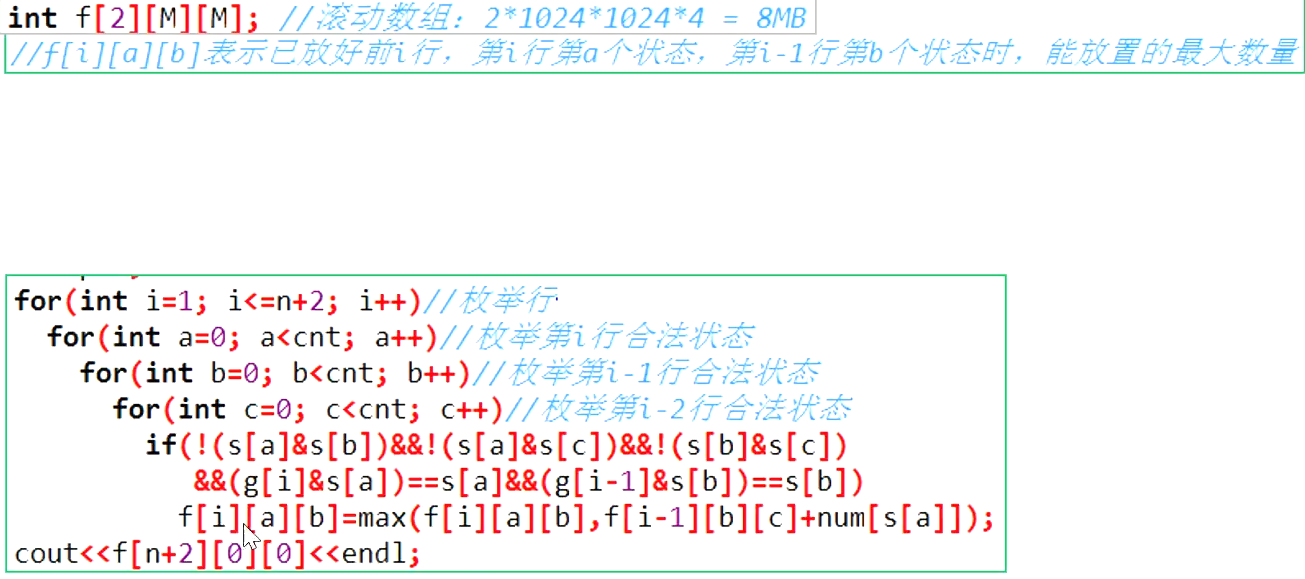 int f[2][M][M]; //滚动数组：2*1024*1024*4 = 8MB
//f[i][a][b]表示已放好前i行，第i行第a个状态，第i-1行第b个状态时，能放置的最大数量
for(int i=1; i<=n+2; i++)//枚举行
for(int a=0; a<cnt; a++)//枚举第i行合法状态
for(int b=0; b<cnt; b++)//枚举第i-1行合法状态
for(int c=0; c<cnt; c++)//枚举第i-2行合法状态
if(!(s[a]&s[b])&&!(s[a]&s[c])&&!(s[b]&s[c])
&&(g[i]&s[a])==s[a]&&(g[i-1]&s[b])==s[b])
f[i][a][b]=max(f[i][a][b],f[i-1][b][c]+num[s[a]]);
cout<<f[n+2][0][0]<<endl;